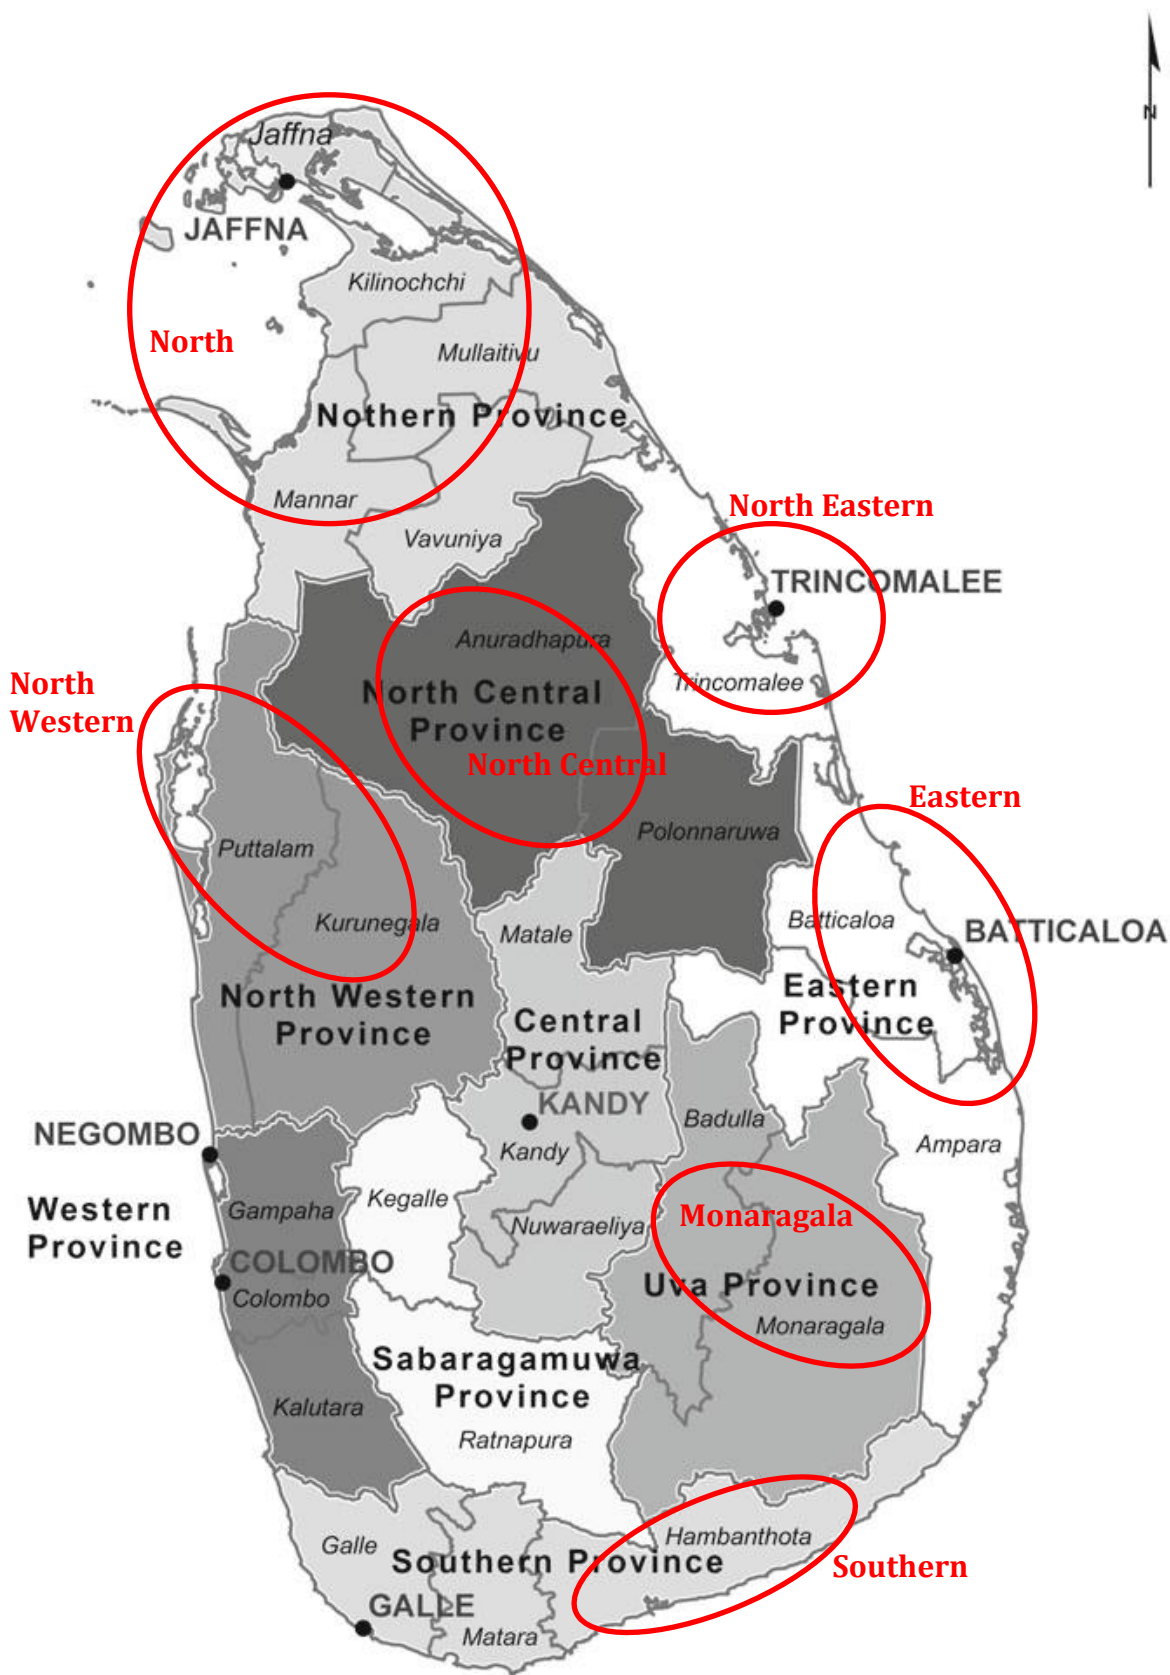 N
Jaffna
JAFFNA
Kilinochchi
North
Mullaitivu
Nothern Province
Mannar
North Eastern
Vavuniya
TRINCOMALEE
Anuradhapura
Trincomalee
North
Western
North Central
Province
North Central
Eastern
Puttalam
Polonnaruwa
Kurunegala
Matale
Batticaloa
BATTICALOA
North Western
Province
Eastern
Province
Central
Province
KANDY
Badulla
NEGOMBO
Kandy
Ampara
Western
Province
Gampaha
Kegalle
Nuwaraeliya
Monaragala
COLOMBO
Colombo
Uva Province
Monaragala
Sabaragamuwa
Province
Kalutara
Ratnapura
Galle
Hambanthota
Southern Province
Southern
GALLE
Matara